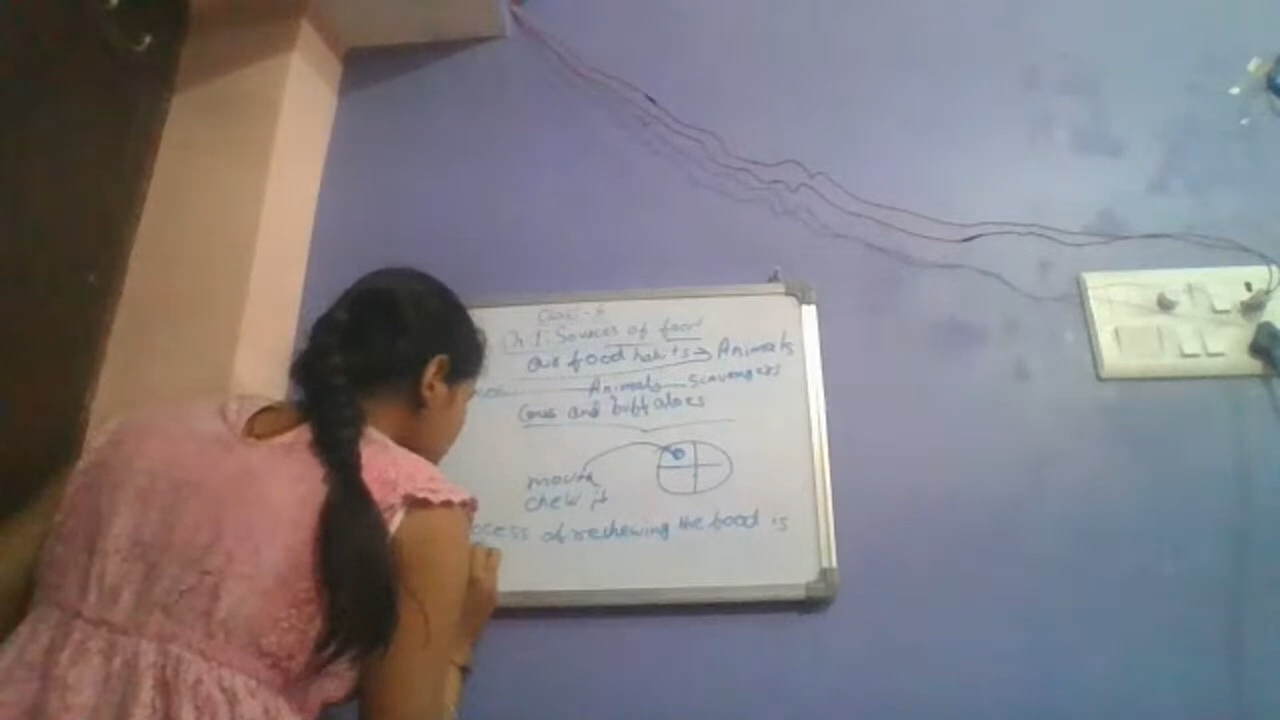 Class - 6
Ch 1: Sources of food
Our food habits → Animals
Animals Scavengers
Cows and buffaloes
mouth
chew it
ocess of rechewing the food is